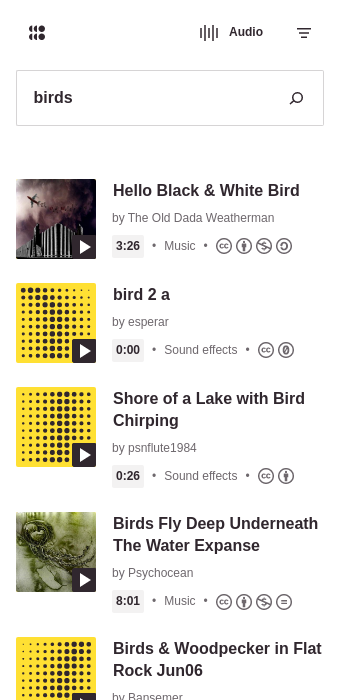 Audio
birds
Hello Black & White Bird
by The Old Dada Weatherman
3:26 • Music •
bird 2 a
by esperar
0:00 • Sound effects •
Shore of a Lake with Bird
Chirping
by psnflute1984
0:26 • Sound effects •
Birds Fly Deep Underneath
The Water Expanse
by Psychocean
8:01 • Music •
Birds & Woodpecker in Flat
Rock Jun06
by Bansemer